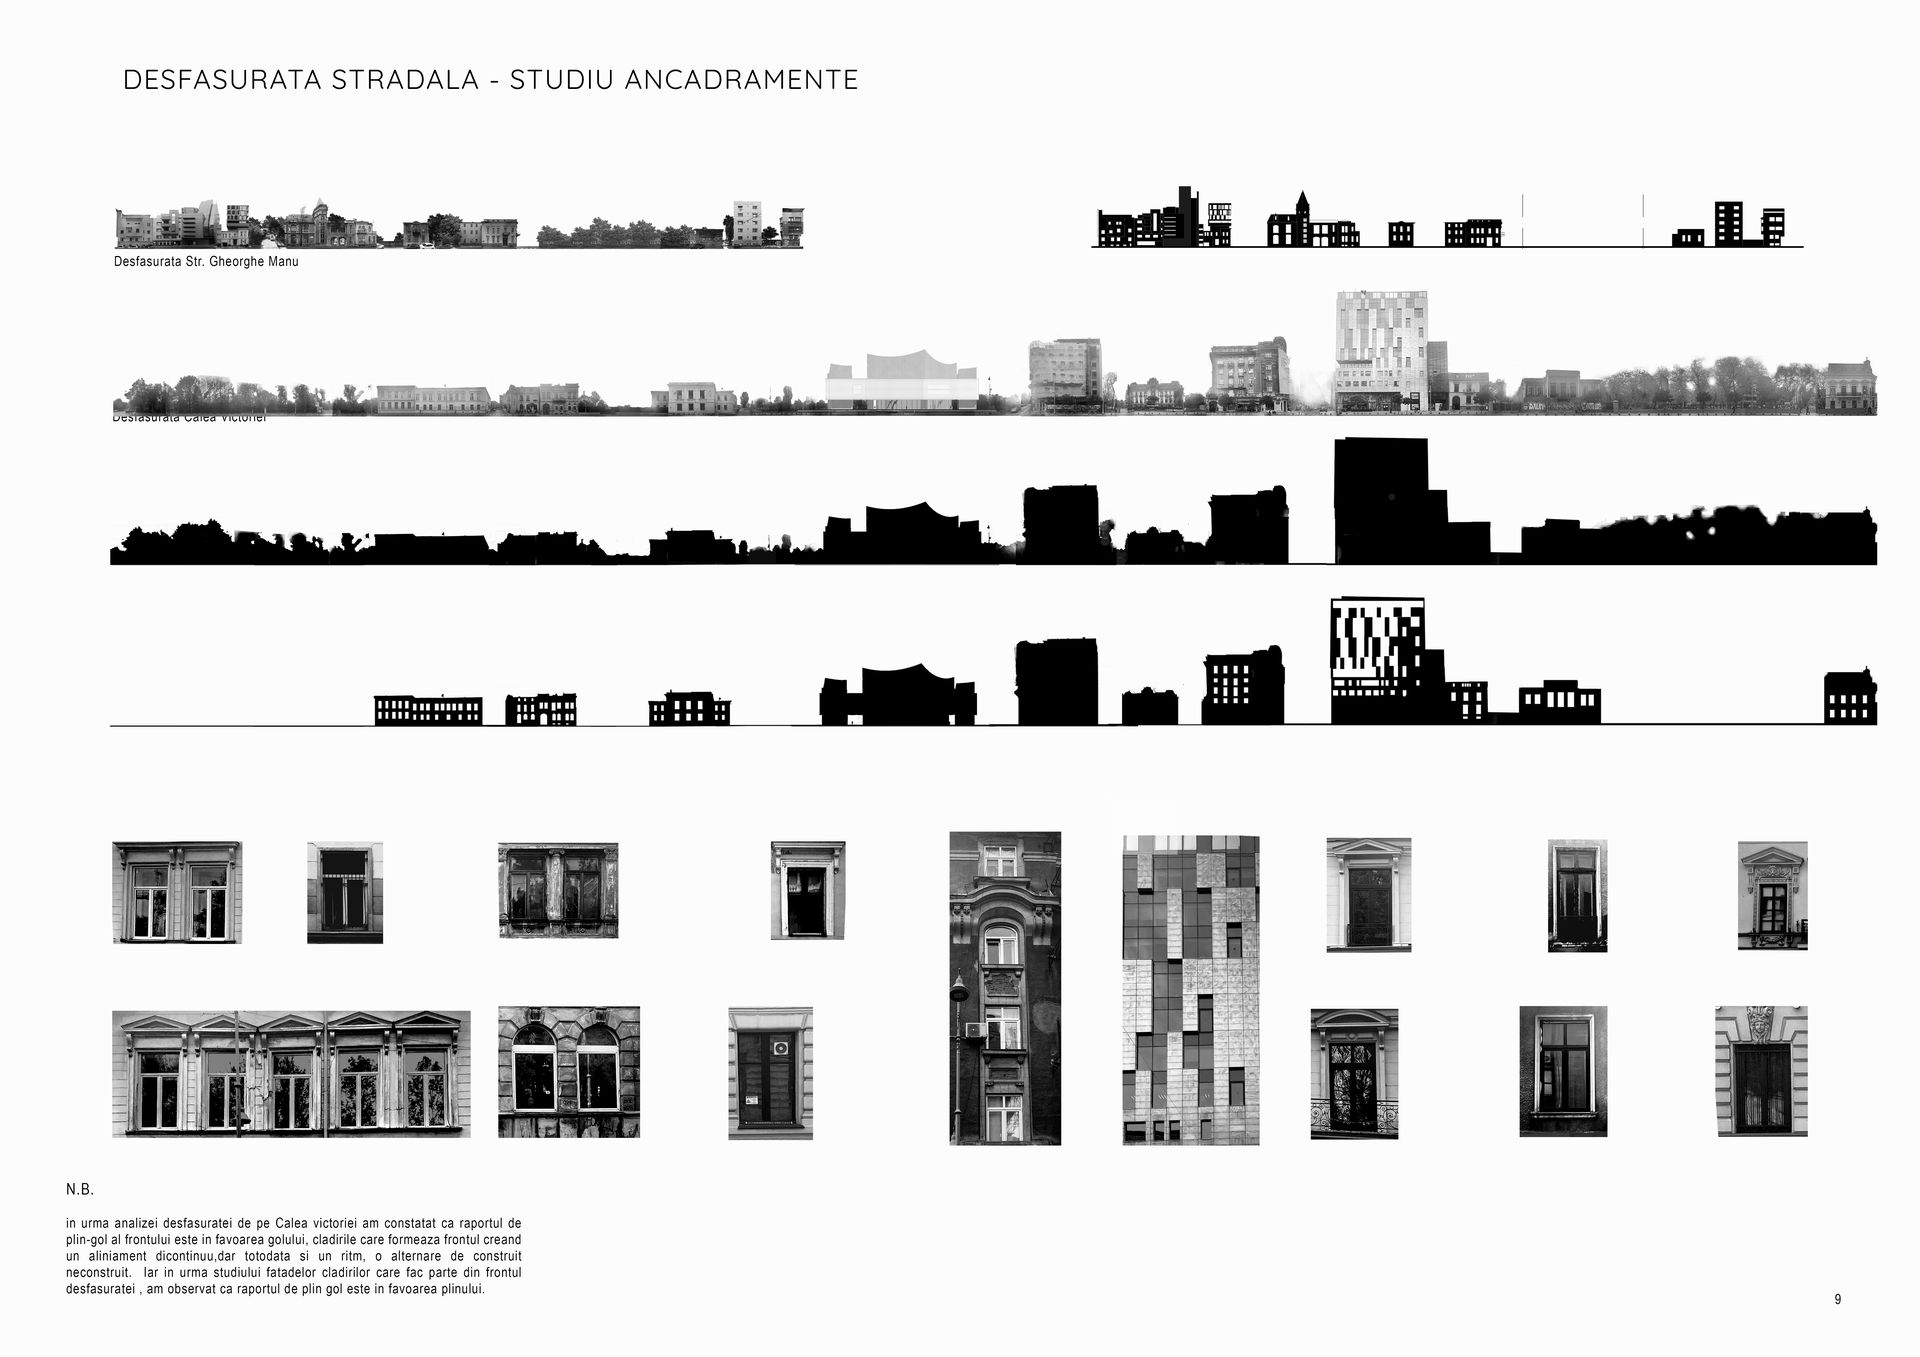 DESFASURATA STRADALA - STUDIU ANCADRAMENTE
Desfasurata Str. Gheorghe Manu
Desfasurata Calea Victoriei
N.B.
in urma analizei desfasuratei de pe Calea victoriei am constatat ca raportul de
plin-gol al frontului este in favoarea golului, cladirile care formeaza frontul creand
un aliniament dicontinuu,dar totodata si un ritm, o alternare de construit
neconstruit. Iar in urma studiului fatadelor cladirilor care fac parte din frontul
desfasuratei , am observat ca raportul de plin gol este in favoarea plinului.
9